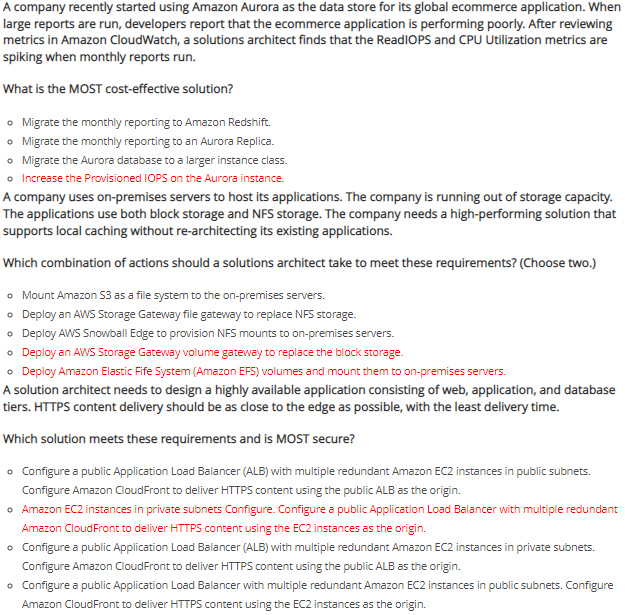 A company recently started using Amazon Aurora as the data store for its global ecommerce application. When
large reports are run, developers report that the ecommerce application is performing poorly. After reviewing
metrics in Amazon CloudWatch, a solutions architect finds that the ReadIOPS and CPU Utilization metrics are
spiking when monthly reports run.
What is the MOST cost-effective solution?
Migrate the monthly reporting to Amazon Redshift.
Migrate the monthly reporting to an Aurora Replica.
Migrate the Aurora database to a larger instance class.
Increase the Provisioned IOPS on the Aurora instance.
A company uses on-premises servers to host its applications. The company is running out of storage capacity.
The applications use both block storage and NFS storage. The company needs a high-performing solution that
supports local caching without re-architecting its existing applications.
Which combination of actions should a solutions architect take to meet these requirements? (Choose two.)
Mount Amazon S3 as a file system to the on-premises servers.
Deploy an AWS Storage Gateway file gateway to replace NFS storage.
Deploy AWS Snowball Edge to provision NFS mounts to on-premises servers.
Deploy an AWS Storage Gateway volume gateway to replace the block storage.
Deploy Amazon Elastic Fife System (Amazon EFS) volumes and mount them to on-premises servers.
A solution architect needs to design a highly available application consisting of web, application, and database
tiers. HTTPS content delivery should be as close to the edge as possible, with the least delivery time.
Which solution meets these requirements and is MOST secure?
Configure a public Application Load Balancer (ALB) with multiple redundant Amazon EC2 instances in public subnets.
Configure Amazon CloudFront to deliver HTTPS content using the public ALB as the origin.
Amazon EC2 instances in private subnets Configure. Configure a public Application Load Balancer with multiple redundant
Amazon CloudFront to deliver HTTPS content using the EC2 instances as the origin.
Configure a public Application Load Balancer (ALB) with multiple redundant Amazon EC2 instances in private subnets.
Configure Amazon CloudFront to deliver HTTPS content using the public ALB as the origin.
Configure a public Application Load Balancer with multiple redundant Amazon EC2 instances in public subnets. Configure
Amazon CloudFront to deliver HTTPS content using the EC2 instances as the origin.